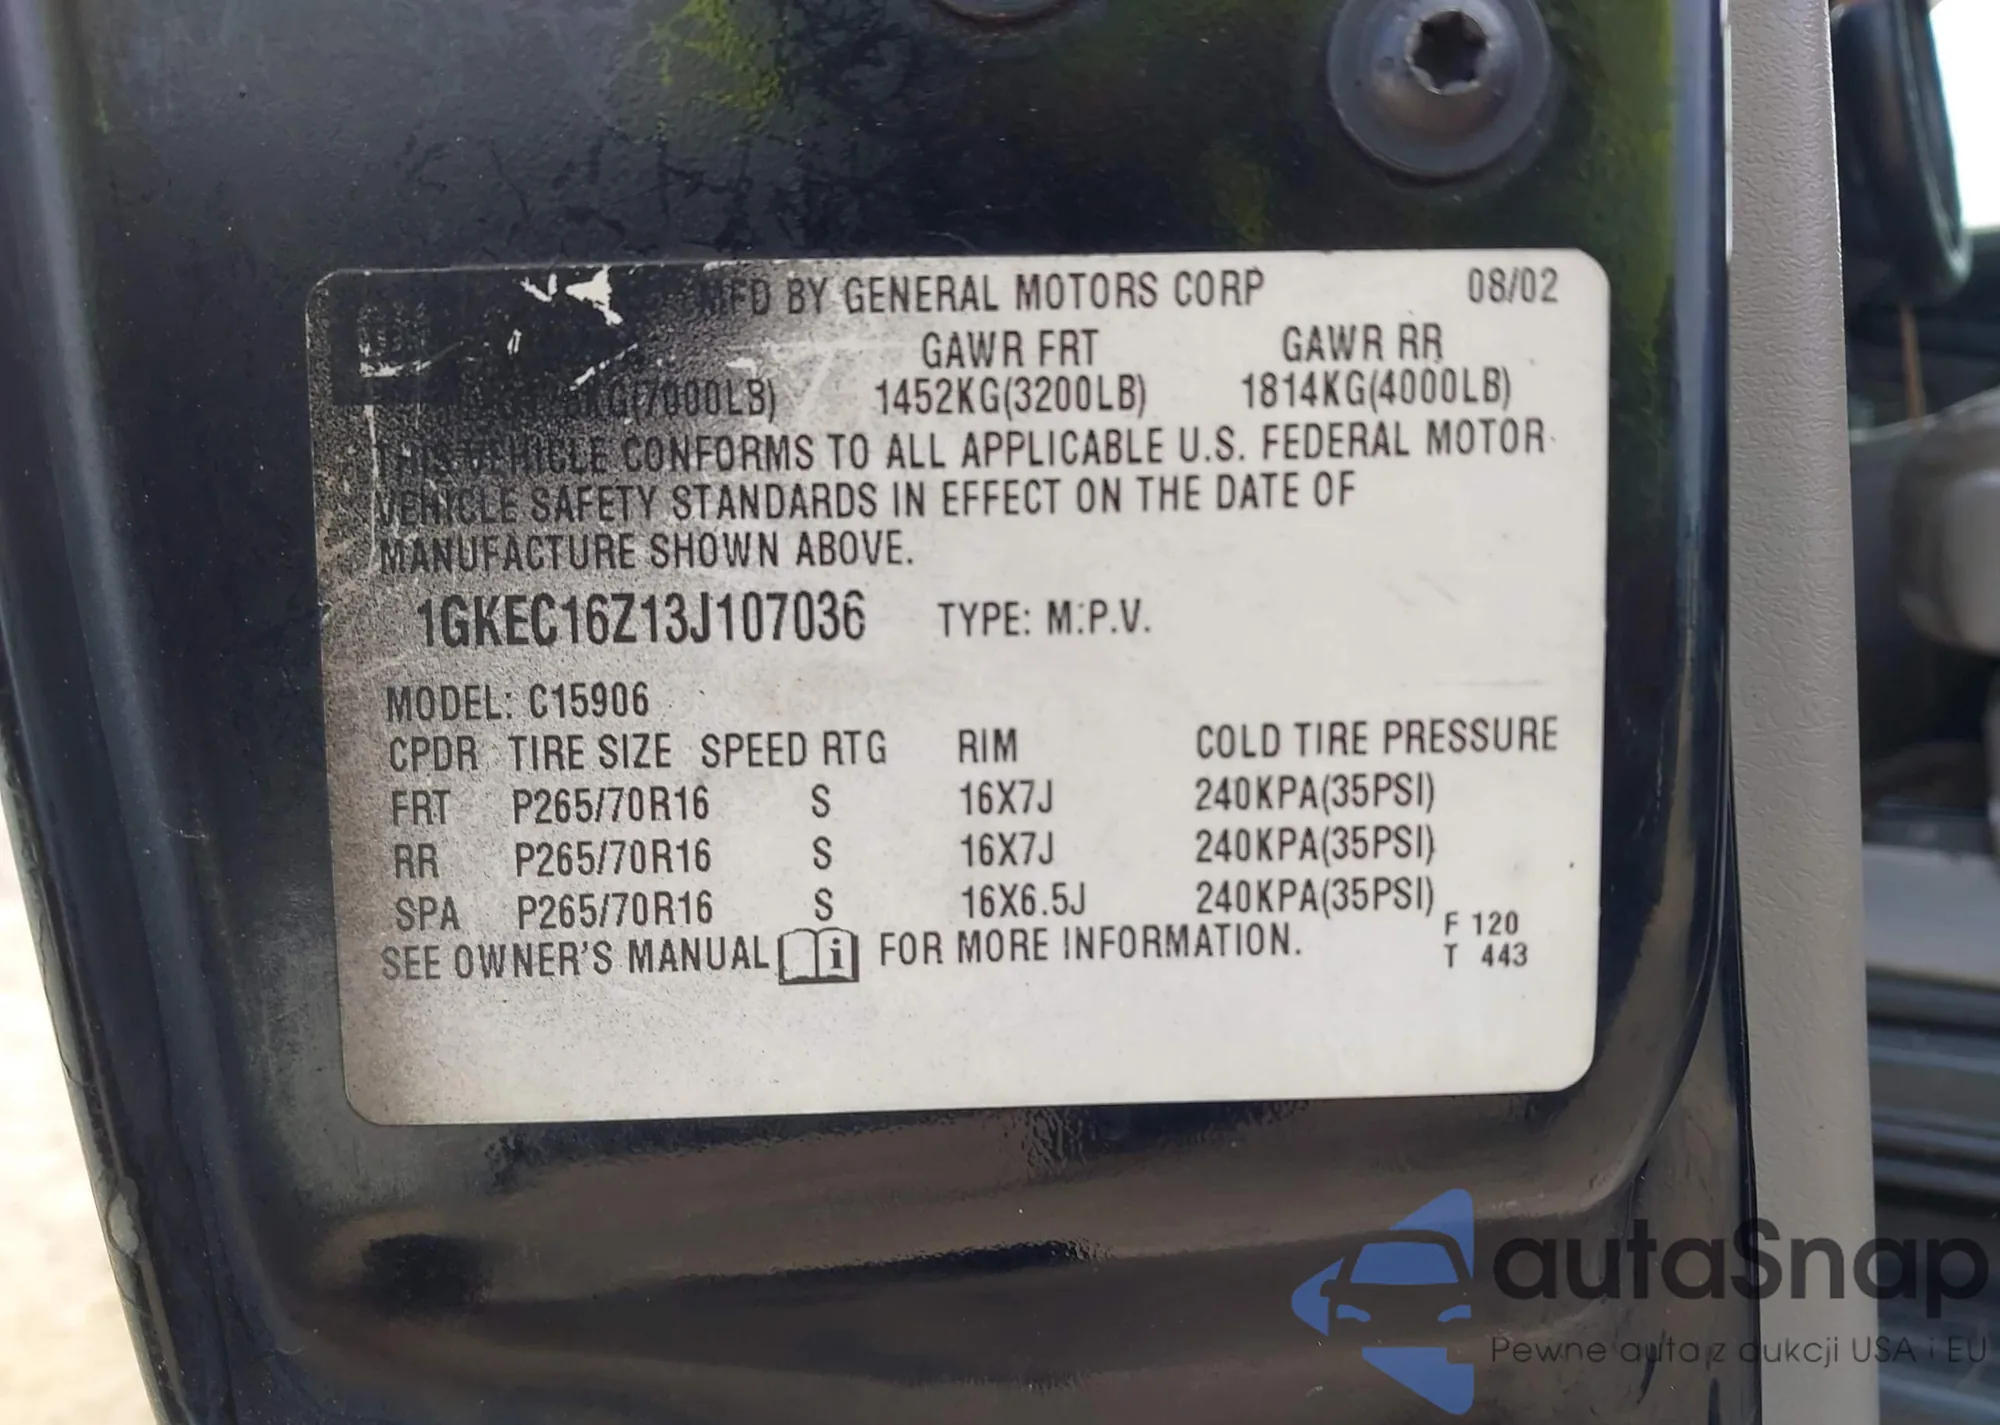 MFD BY GENERAL MOTORS CORP 08/02
GAWR FRT GAWR RR
KG(7000LB) 1452KG(3200LB) 1814KG(4000LB)
THIS VEHICLE CONFORMS TO ALL APPLICABLE U.S. FEDERAL MOTOR
VEHICLE SAFETY STANDARDS IN EFFECT ON THE DATE OF
MANUFACTURE SHOWN ABOVE.
1GKEC16Z13J107036 TYPE: M.P.V.
MODEL: C15906
CPDR TIRE SIZE SPEED RTG RIM COLD TIRE PRESSURE
FRT P265/70R16 S 16X7J 240KPA(35PSI)
RR P265/70R16 S 16X7J 240KPA(35PSI)
SPA P265/70R16 S 16X6.5J 240KPA(35PSI)
SEE OWNER'S MANUAL i FOR MORE INFORMATION.
F 120
T 443
autaSnap
Pewne auta z aukcji USA i EU